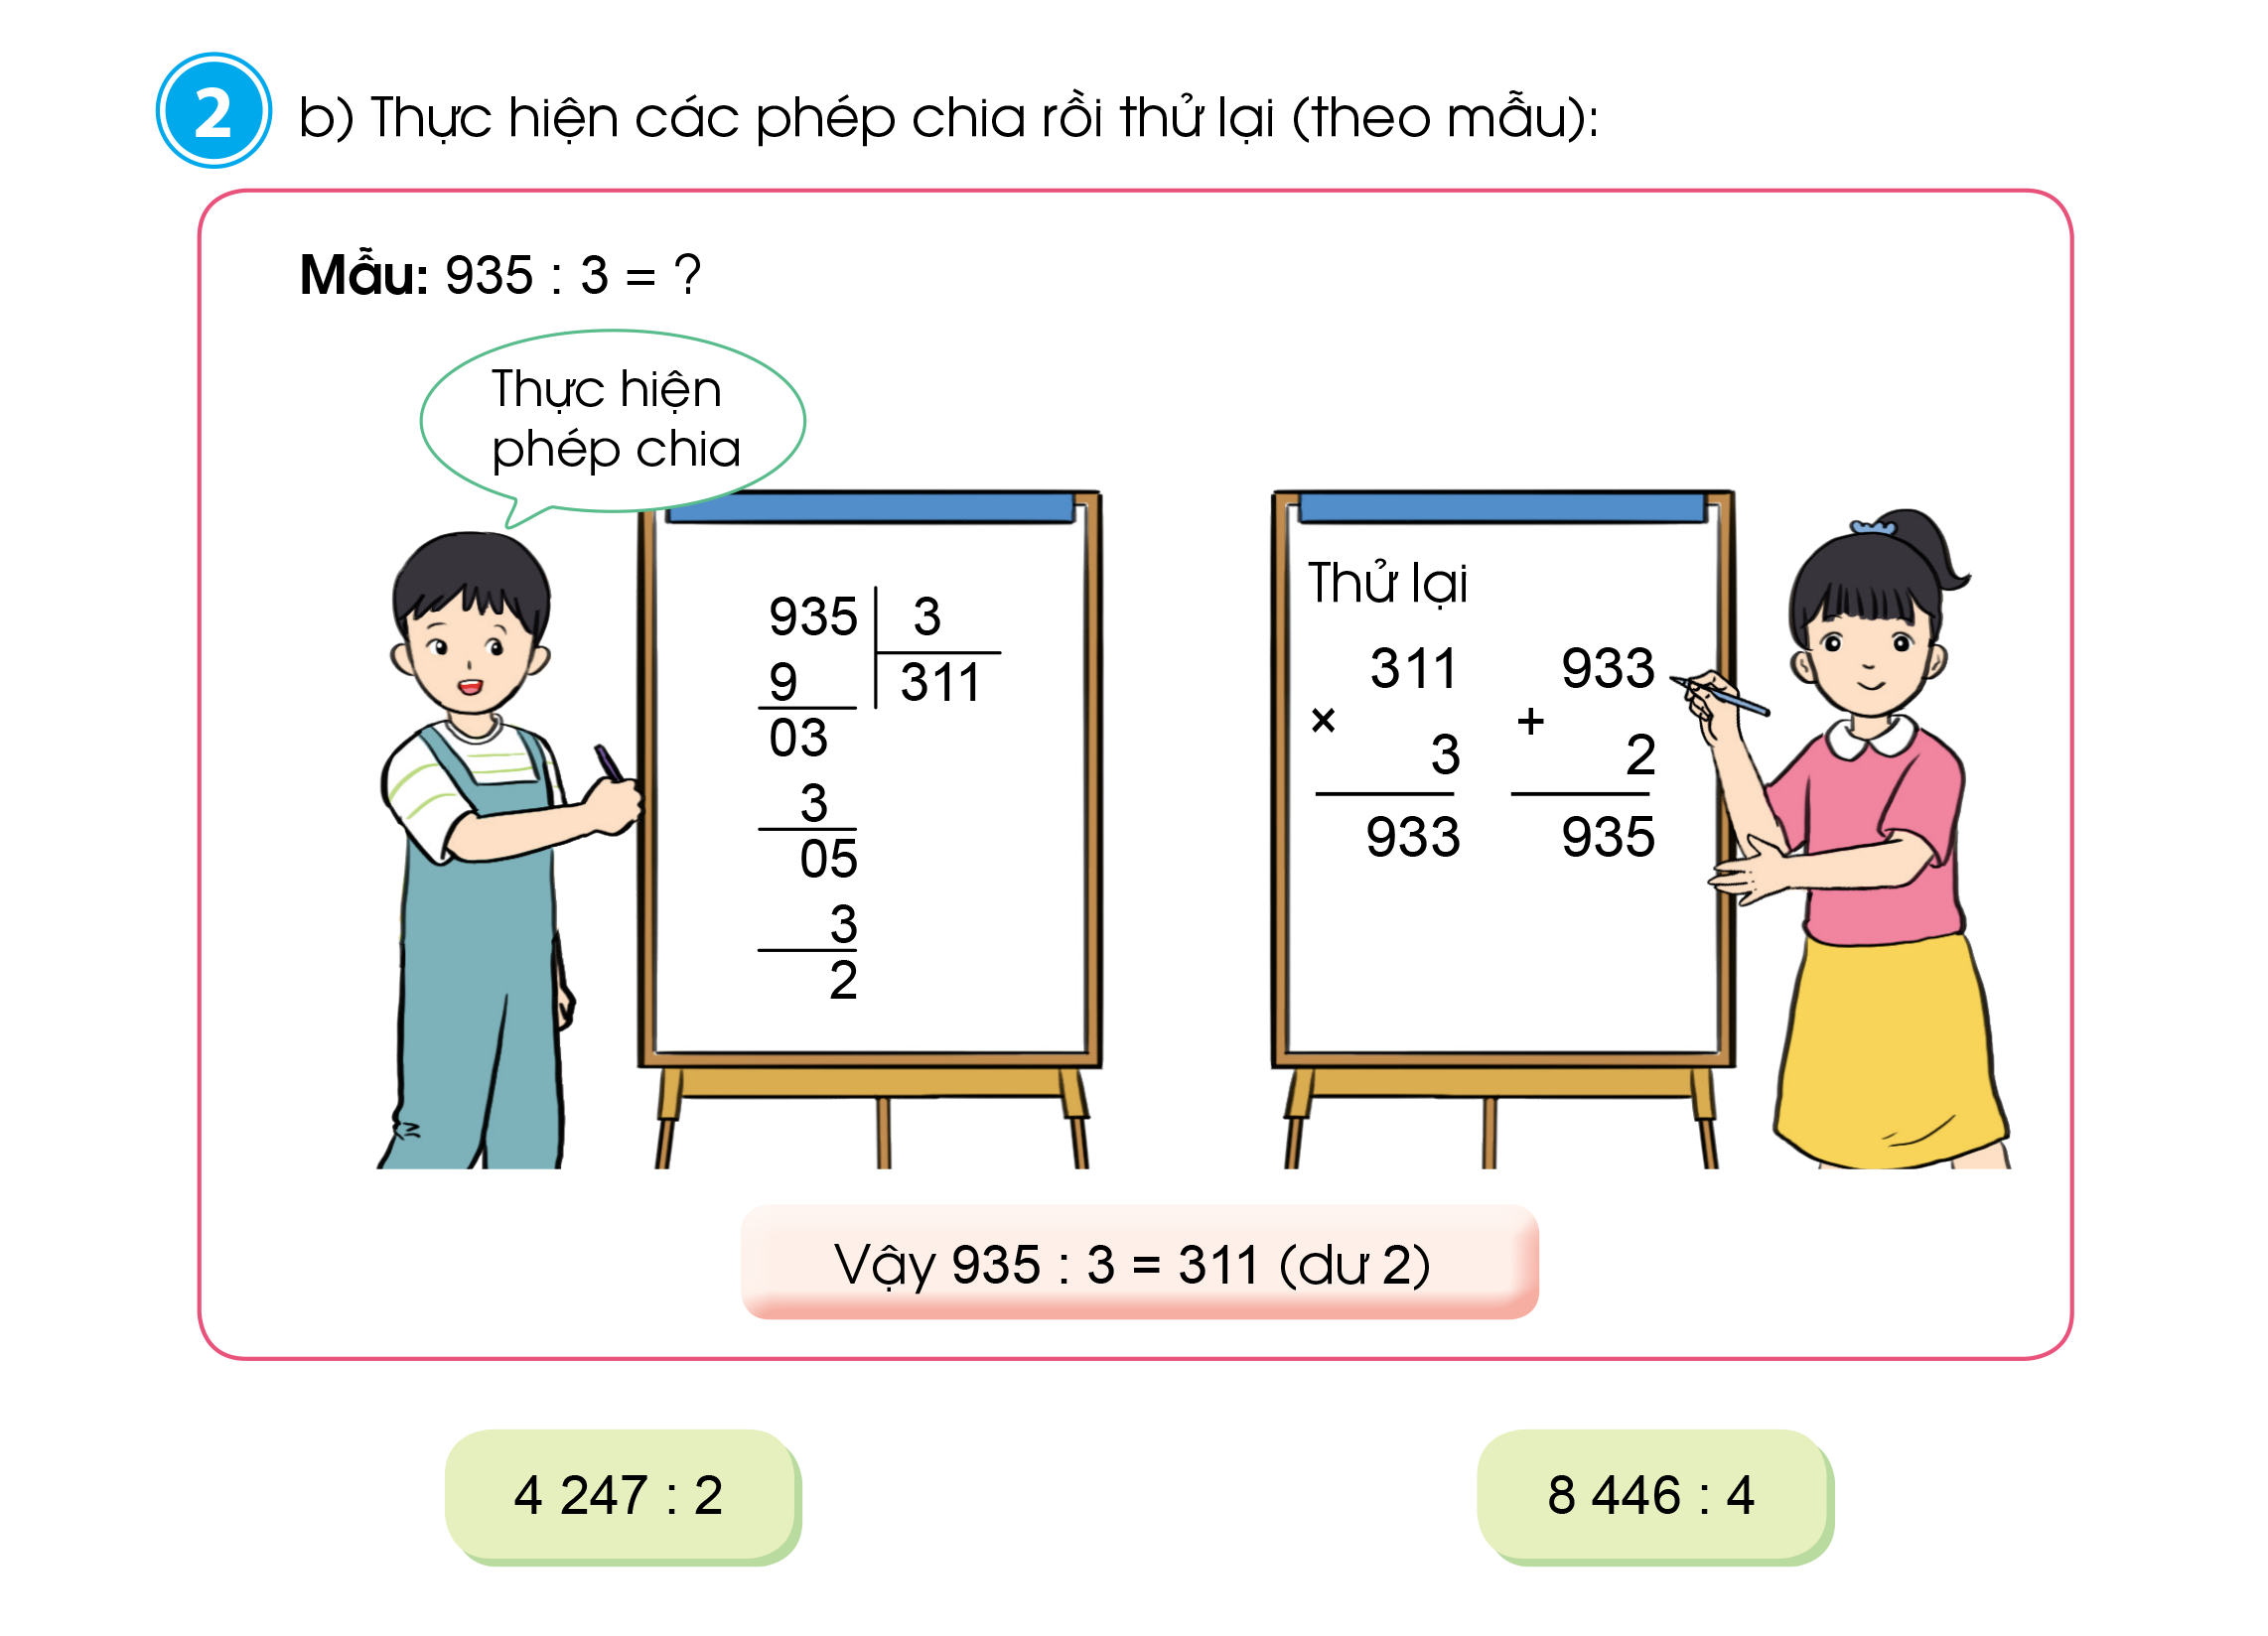 2 b) Thực hiện các phép chia rồi thử lại (theo mẫu):
Mẫu: 935 : 3 = ?
Thực hiện
phép chia
935 3
9 311
03
3
05
3
2
Thử lại
311
×
3
933
933
+
2
935
Vậy 935 : 3 = 311 (dư 2)
4 247 : 2
8 446 : 4